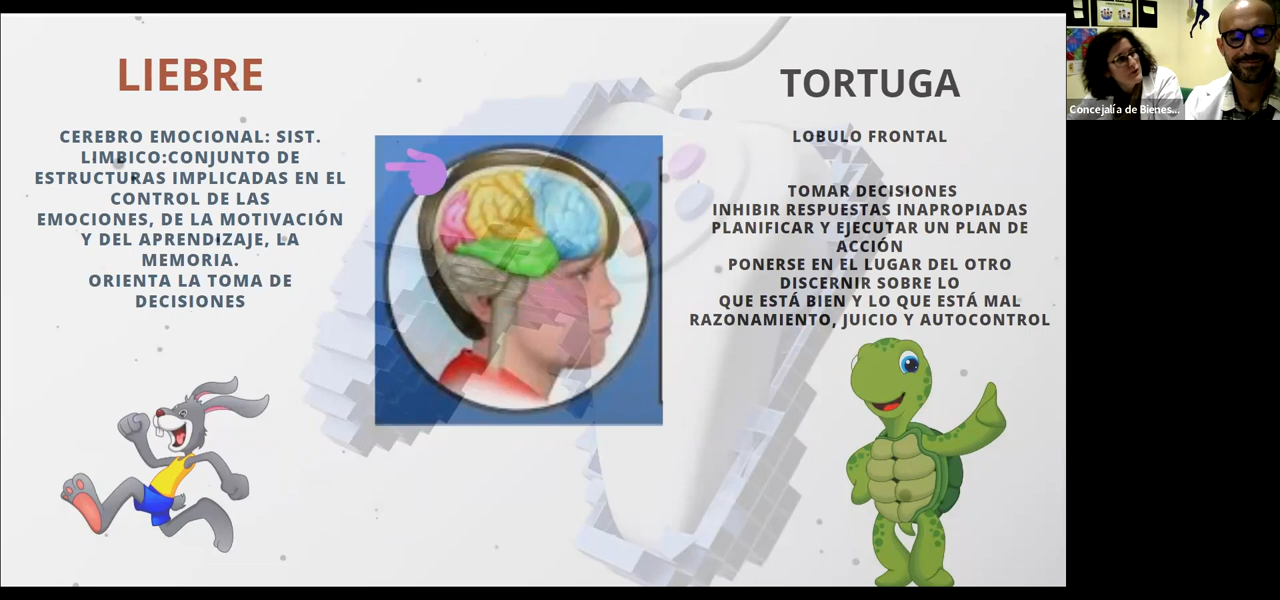 LIEBRE
CEREBRO EMOCIONAL: SIST.
LIMBICO:CONJUNTO DE
ESTRUCTURAS IMPLICADAS EN EL
CONTROL DE LAS
EMOCIONES, DE LA MOTIVACIÓN
Y DEL APRENDIZAJE, LA
MEMORIA.
ORIENTA LA TOMA DE
DECISIONES
TORTUGA
LOBULO FRONTAL
TOMAR DECISIONES
INHIBIR RESPUESTAS INAPROPIADAS
PLANIFICAR Y EJECUTAR UN PLAN DE
ACCIÓN
PONERSE EN EL LUGAR DEL OTRO
DISCERNIR SOBRE LO
QUE ESTÁ BIEN Y LO QUE ESTÁ MAL
RAZONAMIENTO, JUICIO Y AUTOCONTROL
Concejalía de Bienes...